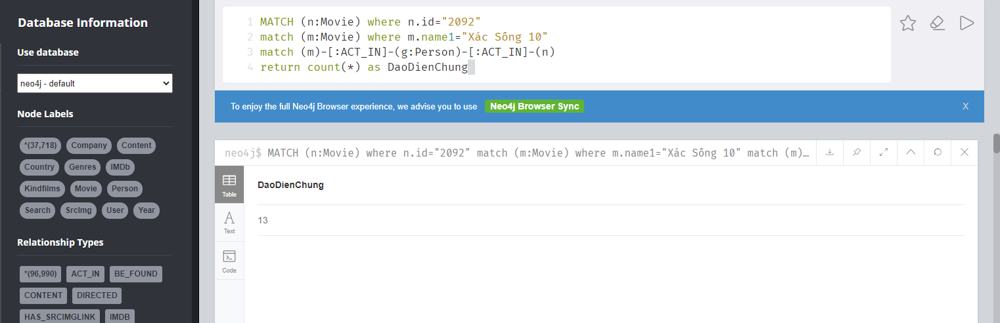 Database Information
Use database
neo4j - default
Node Labels
*(37,718) Company Content
Country Genres IMDb
Kindfilms Movie Person
Search SrcImg User Year
Relationship Types
*(96,990) ACT_IN BE_FOUND
CONTENT DIRECTED
HAS_SRCIMGLINK IMDB
1 MATCH (n:Movie) where n.id="2092"
2 match (m:Movie) where m.name1="Xác Sông 10"
3 match (m)-[:ACT_IN]-(g:Person)-[:ACT_IN]-(n)
4 return count(*) as DaoDienChung
To enjoy the full Neo4j Browser experience, we advise you to use Neo4j Browser Sync X
neo4j$ MATCH (n:Movie) where n.id="2092" match (m:Movie) where m.name1="Xác Sông 10" match (m)…
Table
Text
Code
DaoDienChung
13